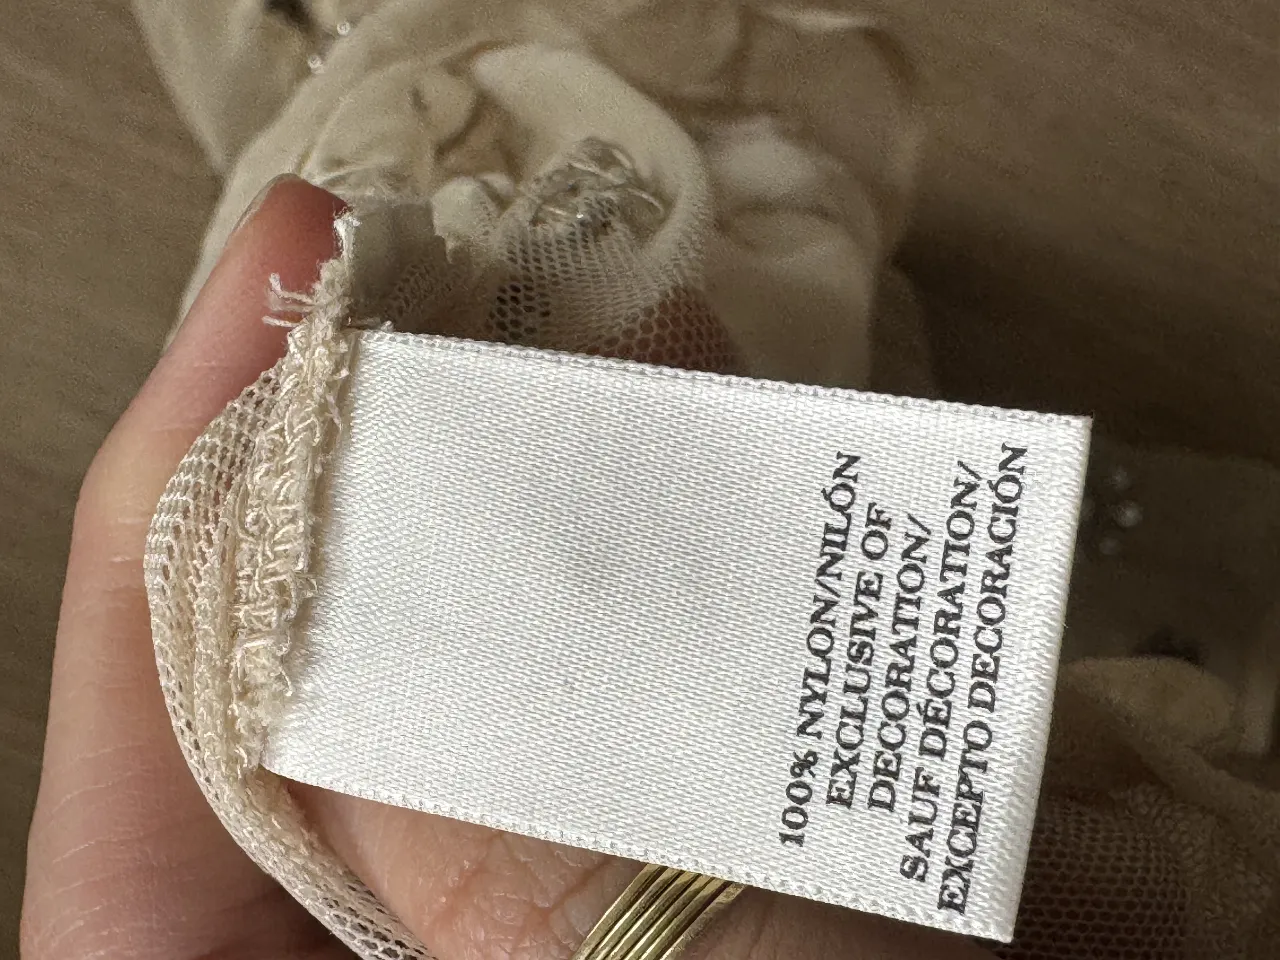 100% NYLON/NILÓN
EXCLUSIVE OF
DECORATION/
SAUF DÉCORATION/
EXCEPTO DECORACIÓN